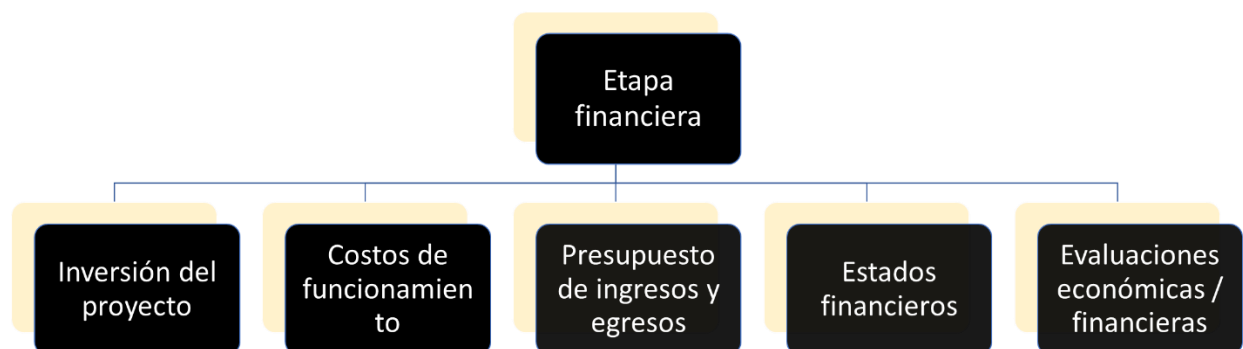 Etapa
financiera
Inversión del
proyecto
Costos de
funcionamien
to
Presupuesto
de ingresos y
egresos
Estados
financieros
Evaluaciones
económicas /
financieras